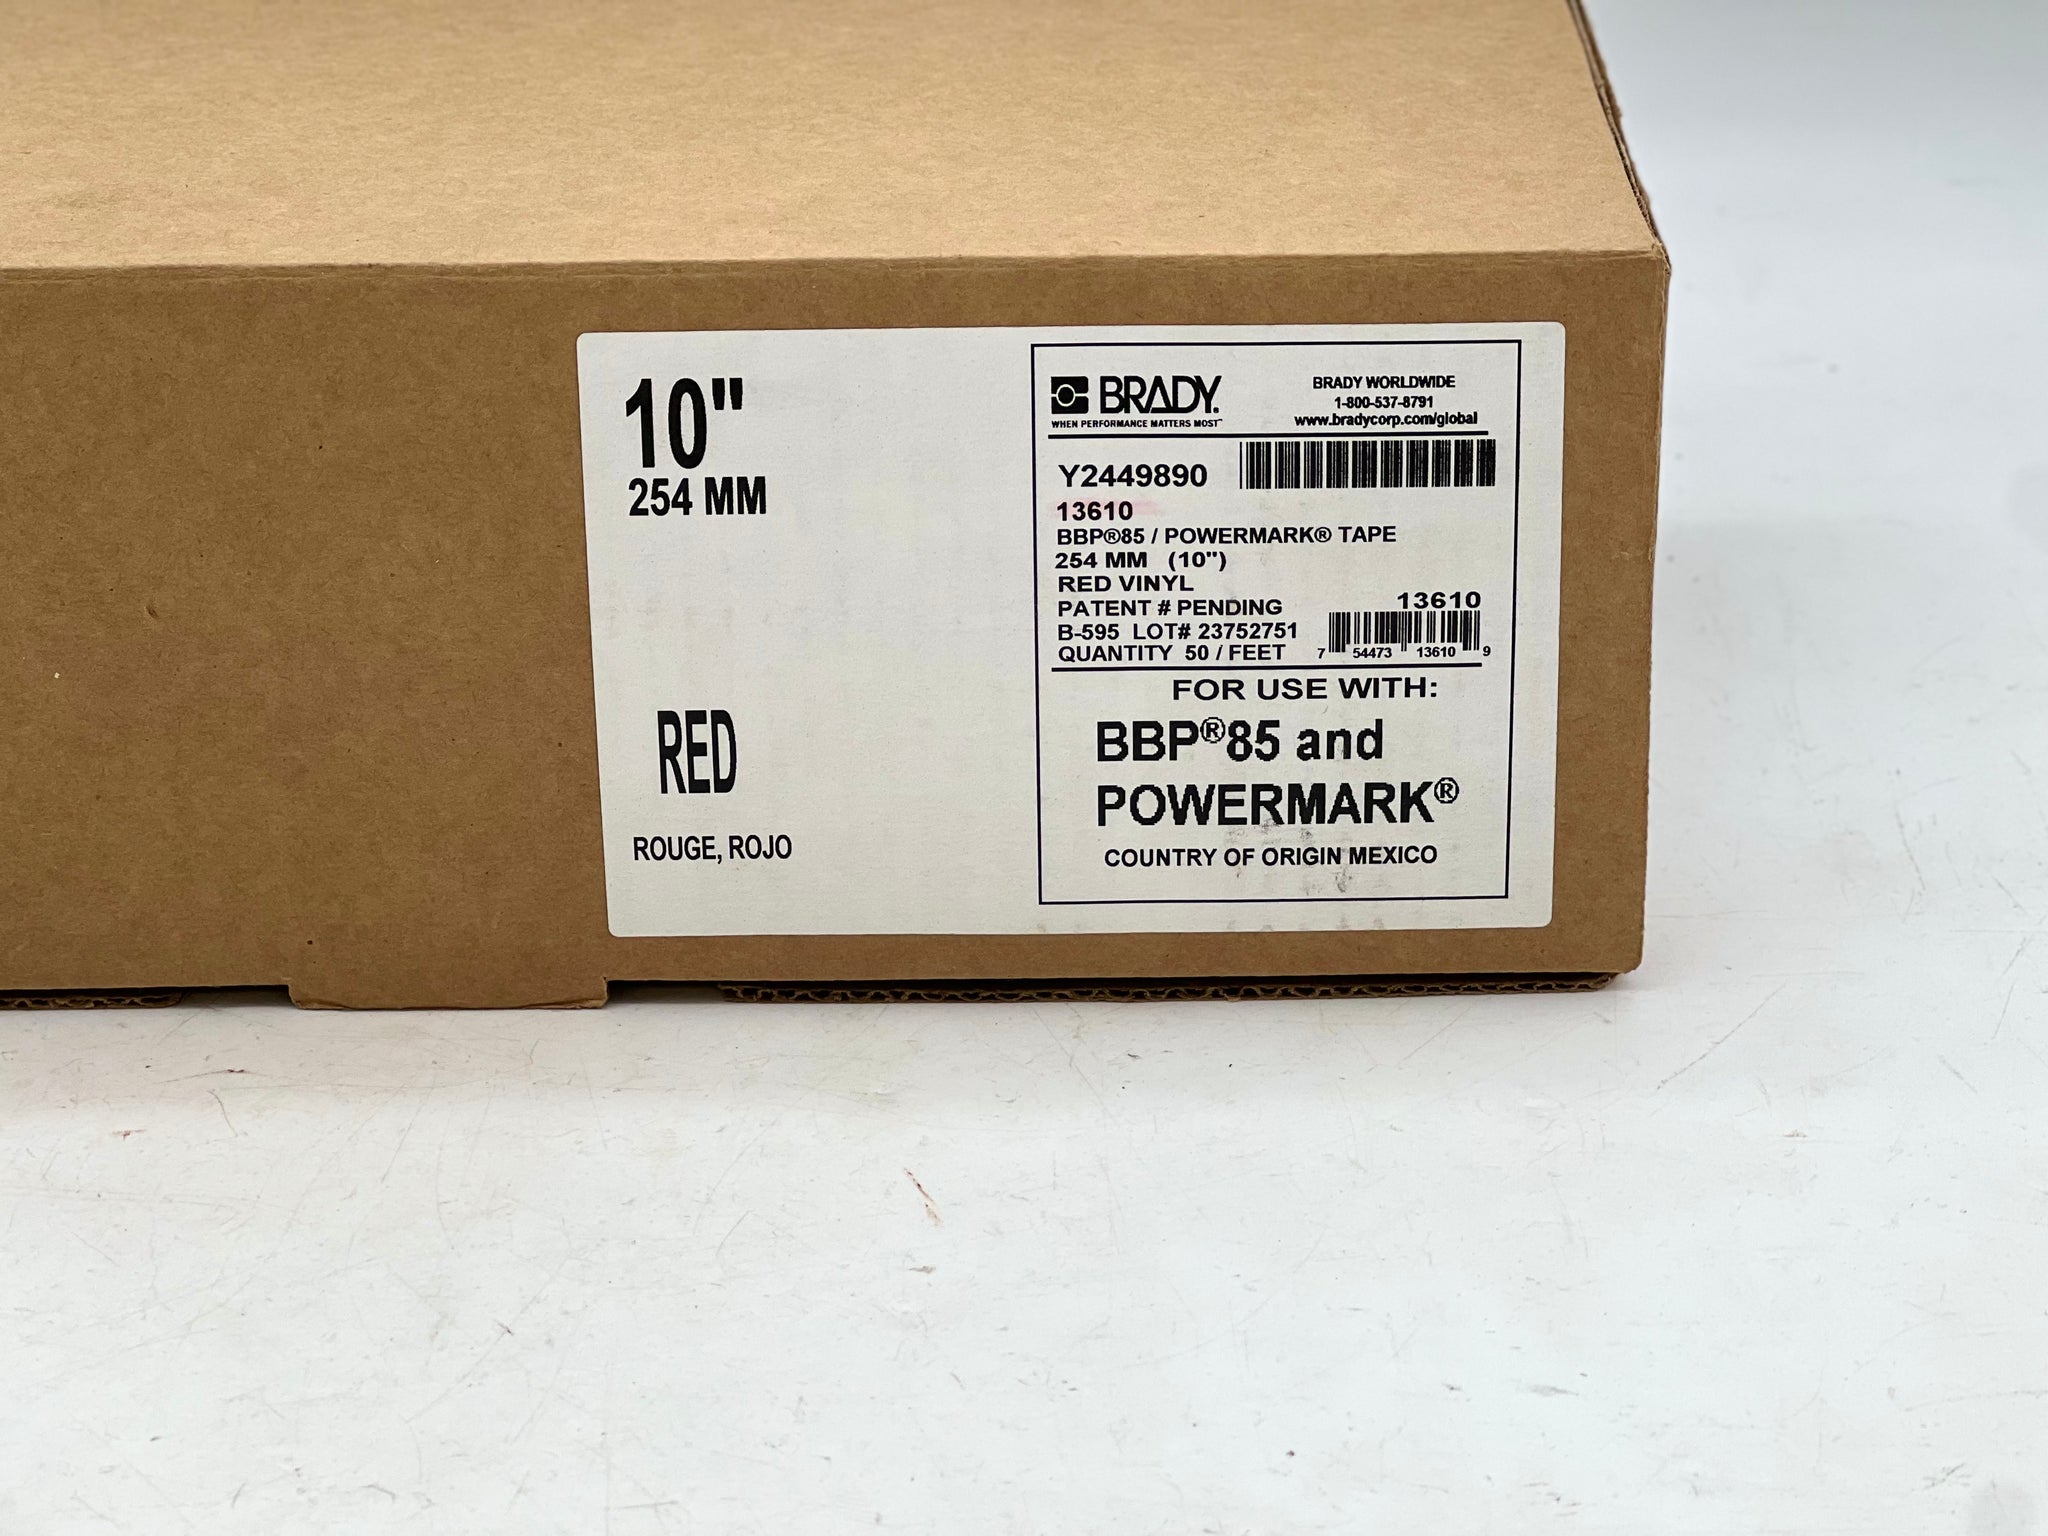 10"
254 MM
RED
ROUGE, ROJO
BRADY.
WHEN PERFORMANCE MATTERS MOST™
BRADY WORLDWIDE
1-800-537-8791
www.bradycorp.com/global
Y2449890
13610
BBP®85 / POWERMARK® TAPE
254 MM (10")
RED VINYL
PATENT # PENDING
B-595 LOT# 23752751
QUANTITY 50 / FEET
13610
7 54473 13610 9
FOR USE WITH:
BBP®85 and
POWERMARK®
COUNTRY OF ORIGIN MEXICO